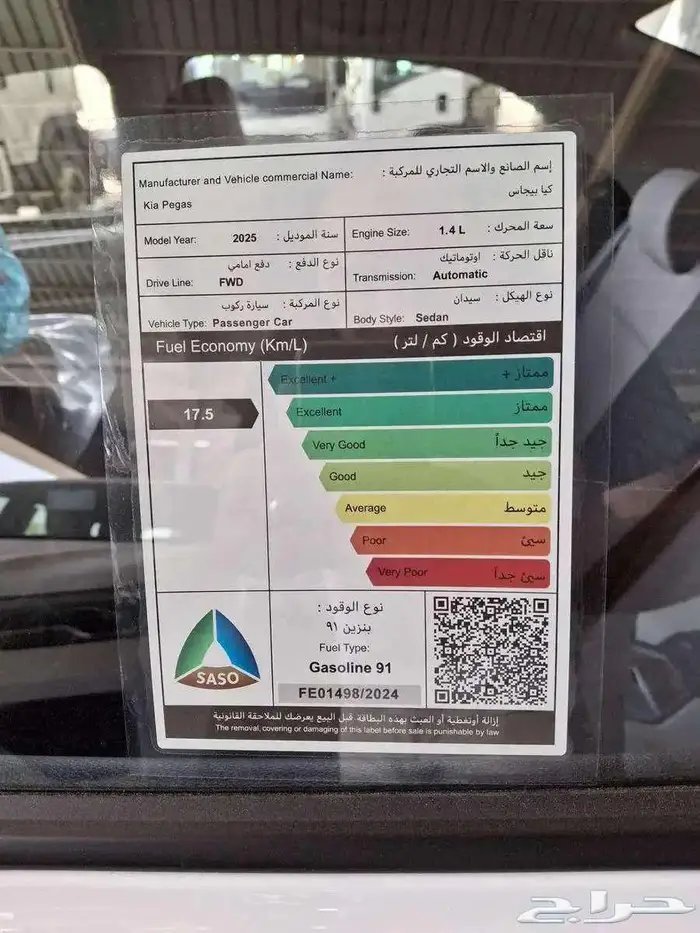 إسم الصانع والاسم التجاري للمركبة :
Manufacturer and Vehicle commercial Name:
كيا بيجاس
Kia Pegas
Model Year: 2025 سنة الموديل :
Engine Size: 1.4 L سعة المحرك :
نوع الدفع : دفع امامي
Drive Line: FWD
ناقل الحركة : اوتوماتيك
Transmission: Automatic
نوع المركبة : سيارة ركوب
Vehicle Type: Passenger Car
نوع الهيكل : سيدان
Body Style: Sedan
Fuel Economy (Km/L) اقتصاد الوقود ( كم / لتر )
Excellent + ممتاز +
17.5
Excellent ممتاز
Very Good جيد جداً
Good جيد
Average متوسط
Poor سيئ
Very Poor سيئ جداً
SASO
نوع الوقود :
بنزين ٩١
Fuel Type:
Gasoline 91
FE01498/2024
إزالة أوتغطية أو العبث بهذه البطاقة قبل البيع يعرضك للملاحقة القانونية
The removal, covering or damaging of this label before sale is punishable by law
حراج